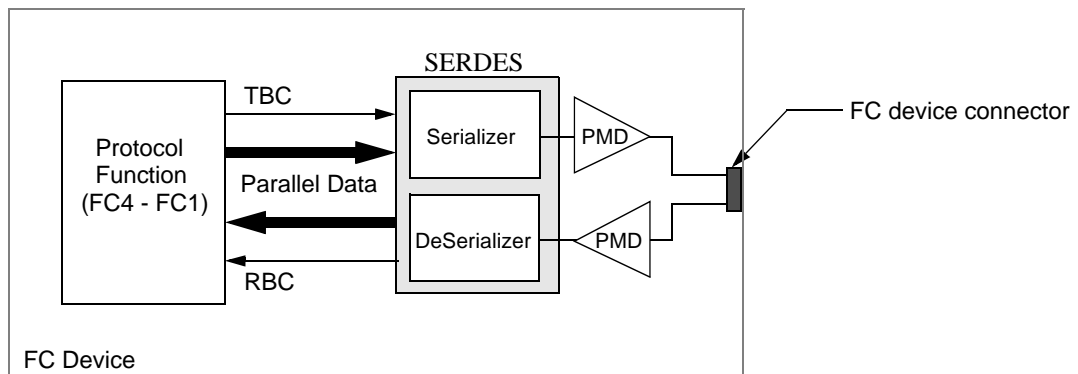 SERDES
TBC
Serializer
PMD
FC device connector
Protocol
Function
(FC4 - FC1)
Parallel Data
DeSerializer
PMD
RBC
FC Device